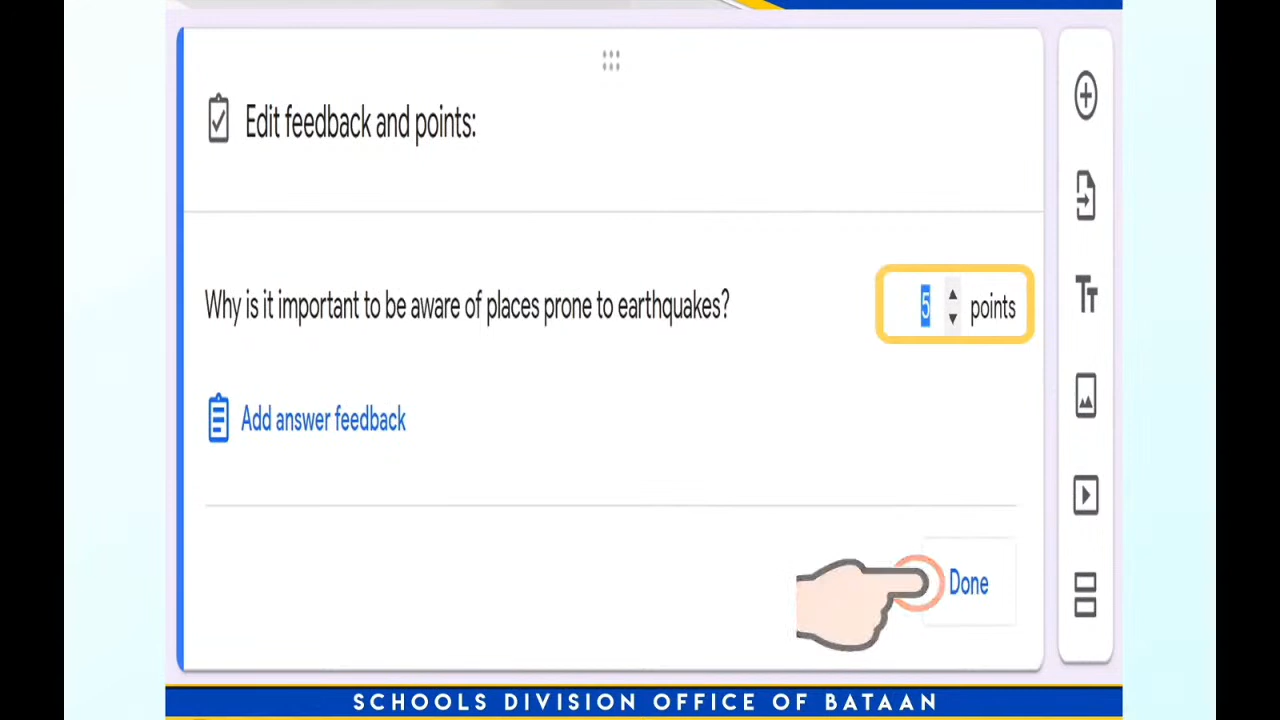 Edit feedback and points:
Why is it important to be aware of places prone to earthquakes?
5 points
Add answer feedback
Done
SCHOOLS DIVISION OFFICE OF BATAAN